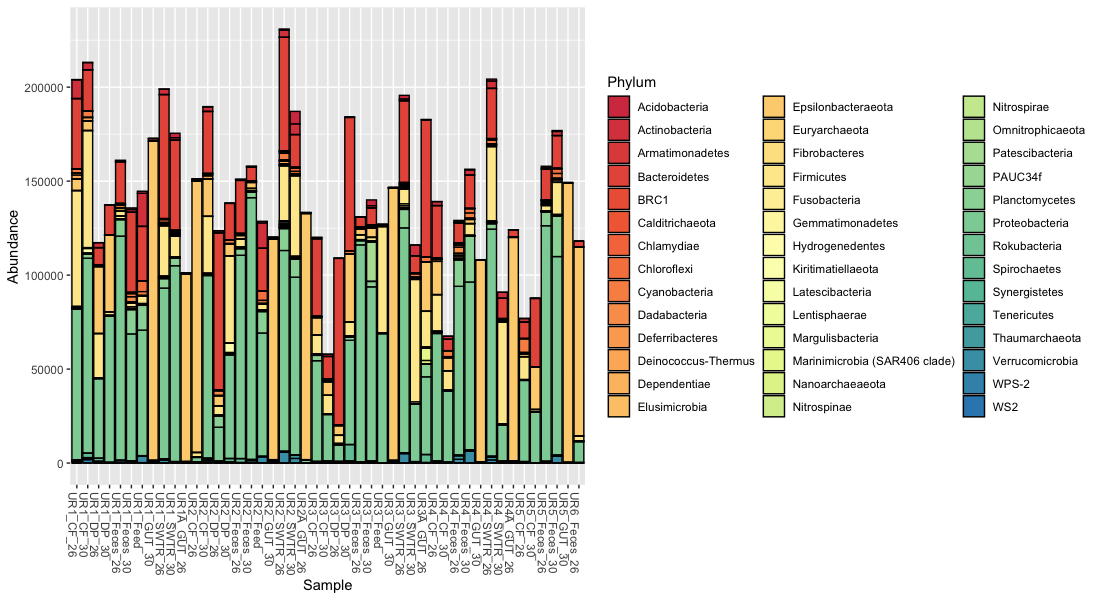 Abundance
200000
150000
100000
50000
0
UR1_CF_26
UR1_CF_30
UR1_DP_26
UR1_DP_30
UR1_Feces_26
UR1_Feces_30
UR1_Feed
UR1_GUT_30
UR1_SWTR_26
UR1_SWTR_30
UR1A_GUT_26
UR2_CF_26
UR2_CF_30
UR2_DP_26
UR2_DP_30
UR2_Feces_26
UR2_Feces_30
UR2_Feed
UR2_GUT_30
UR2_SWTR_26
UR2_SWTR_30
UR2A_GUT_26
UR3_CF_26
UR3_CF_30
UR3_DP_26
UR3_DP_30
UR3_Feces_26
UR3_Feces_30
UR3_Feed
UR3_GUT_30
UR3_SWTR_26
UR3_SWTR_30
UR3A_GUT_26
UR4_CF_26
UR4_CF_30
UR4_Feces_26
UR4_Feces_30
UR4_GUT_30
UR4_SWTR_26
UR4_SWTR_30
UR4A_GUT_26
UR5_CF_26
UR5_CF_30
UR5_Feces_26
UR5_Feces_30
UR5_GUT_30
UR6_Feces_26
Sample
Phylum
Acidobacteria
Actinobacteria
Armatimonadetes
Bacteroidetes
BRC1
Calditrichaeota
Chlamydiae
Chloroflexi
Cyanobacteria
Dadabacteria
Deferribacteres
Deinococcus-Thermus
Dependentiae
Elusimicrobia
Epsilonbacteraeota
Euryarchaeota
Fibrobacteres
Firmicutes
Fusobacteria
Gemmatimonadetes
Hydrogenedentes
Kiritimatiellaeota
Latescibacteria
Lentisphaerae
Margulisbacteria
Marinimicrobia (SAR406 clade)
Nanoarchaeaeota
Nitrospinae
Nitrospirae
Omnitrophicaeota
Patescibacteria
PAUC34f
Planctomycetes
Proteobacteria
Rokubacteria
Spirochaetes
Synergistetes
Tenericutes
Thaumarchaeota
Verrucomicrobia
WPS-2
WS2